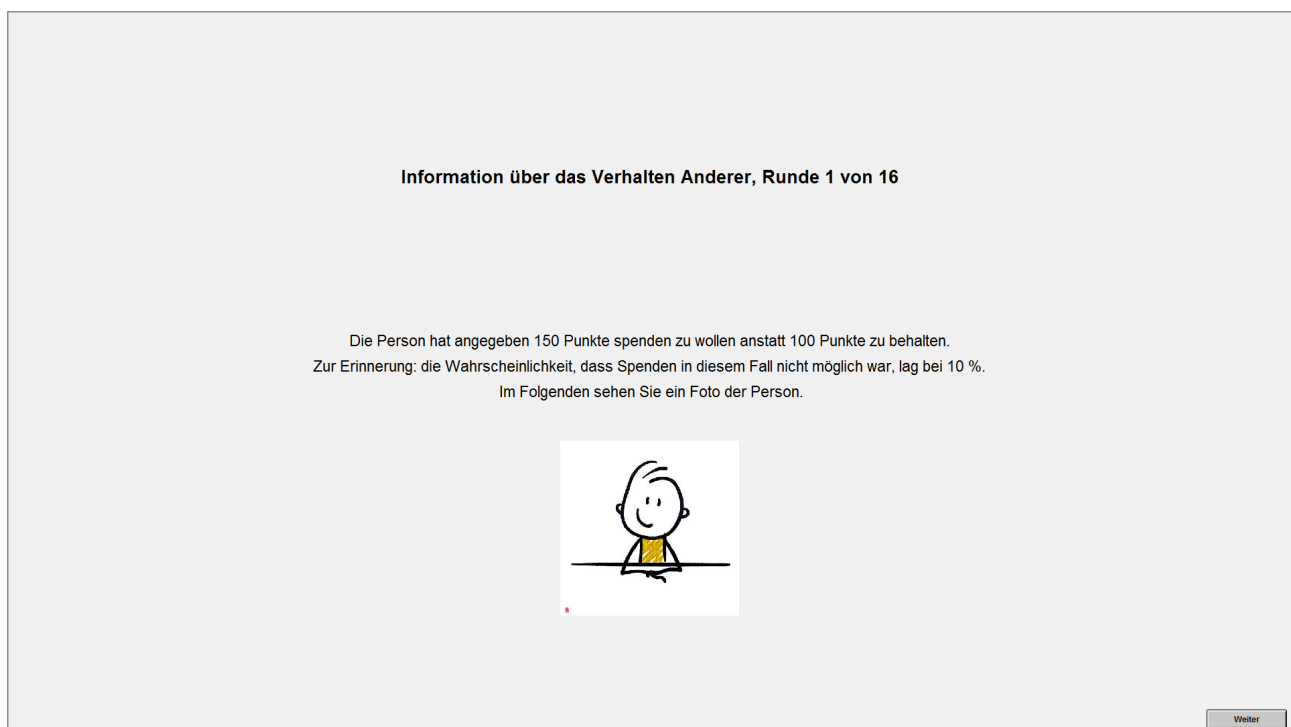 Information über das Verhalten Anderer, Runde 1 von 16
Die Person hat angegeben 150 Punkte spenden zu wollen anstatt 100 Punkte zu behalten.
Zur Erinnerung: die Wahrscheinlichkeit, dass Spenden in diesem Fall nicht möglich war, lag bei 10 %.
Im Folgenden sehen Sie ein Foto der Person.
Weiter